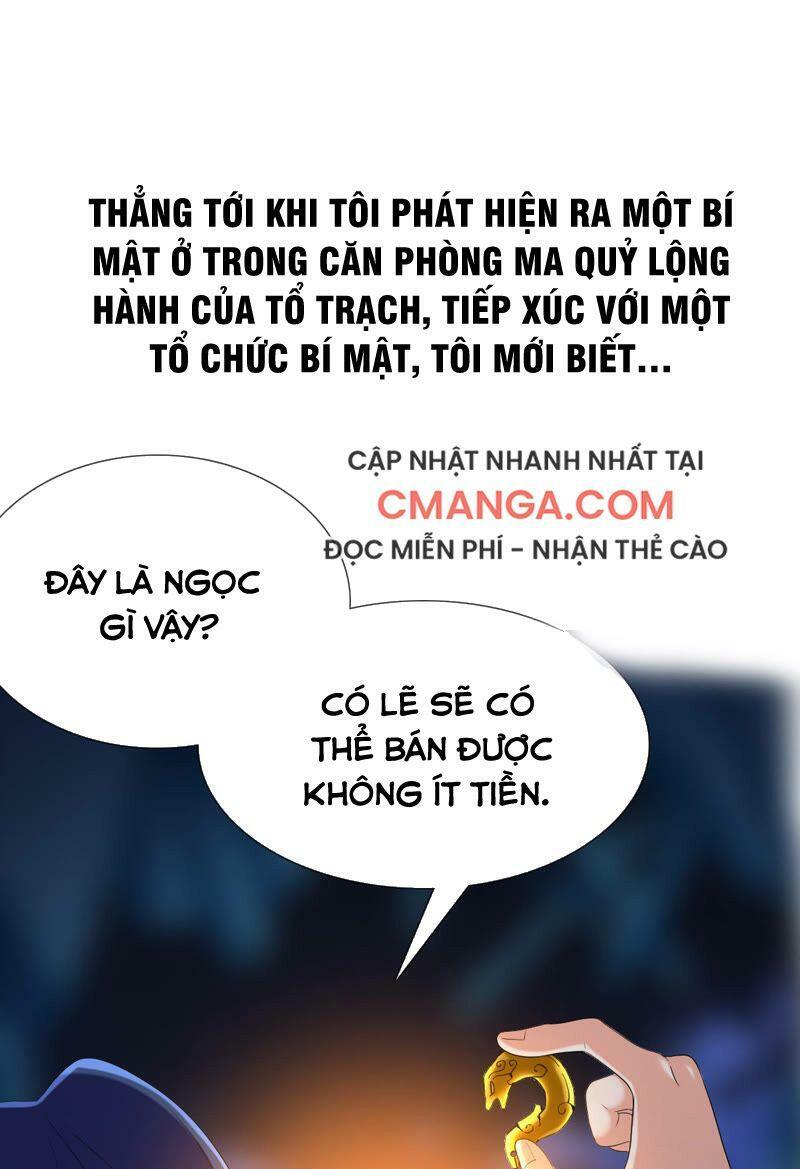 THẲNG TỚI KHI TÔI PHÁT HIỆN RA MỘT BÍ
MẬT Ở TRONG CĂN PHÒNG MA QUỶ LỘNG
HÀNH CỦA TỔ TRẠCH, TIẾP XÚC VỚI MỘT
TỔ CHỨC BÍ MẬT, TÔI MỚI BIẾT...
CẬP NHẬT NHANH NHẤT TẠI
CMANGA.COM
ĐỌC MIỄN PHÍ - NHẬN THẺ CÀO
ĐÂY LÀ NGỌC
GÌ VẬY?
CÓ LẼ SẼ CÓ
THỂ BÁN ĐƯỢC
KHÔNG ÍT TIỀN.